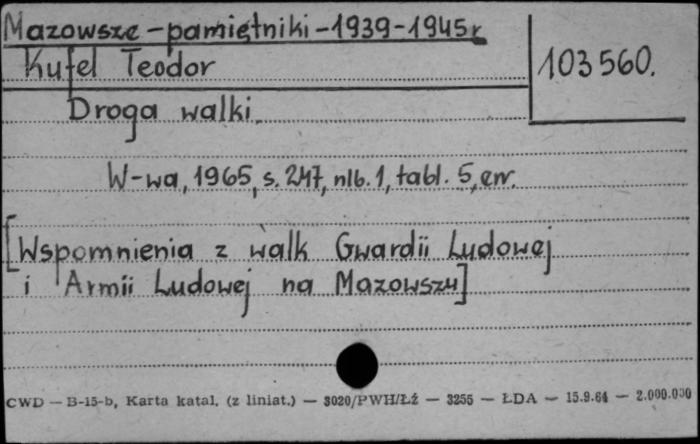 Mazowsze - pamiętniki - 1939 - 1945 r
Kufel Teodor
103 560.
Droga walki.
W-wa, 1965, s. 247, nlb. 1, tabl. 5, err.
[Wspomnienia z walk Gwardii Ludowej
i Armii Ludowej na Mazowszu]
CWD — B-15-b, Karta katal. (z liniat.) — 3020/PWH/Łź — 3255 — ŁDA — 15.9.64 — 2.000.000